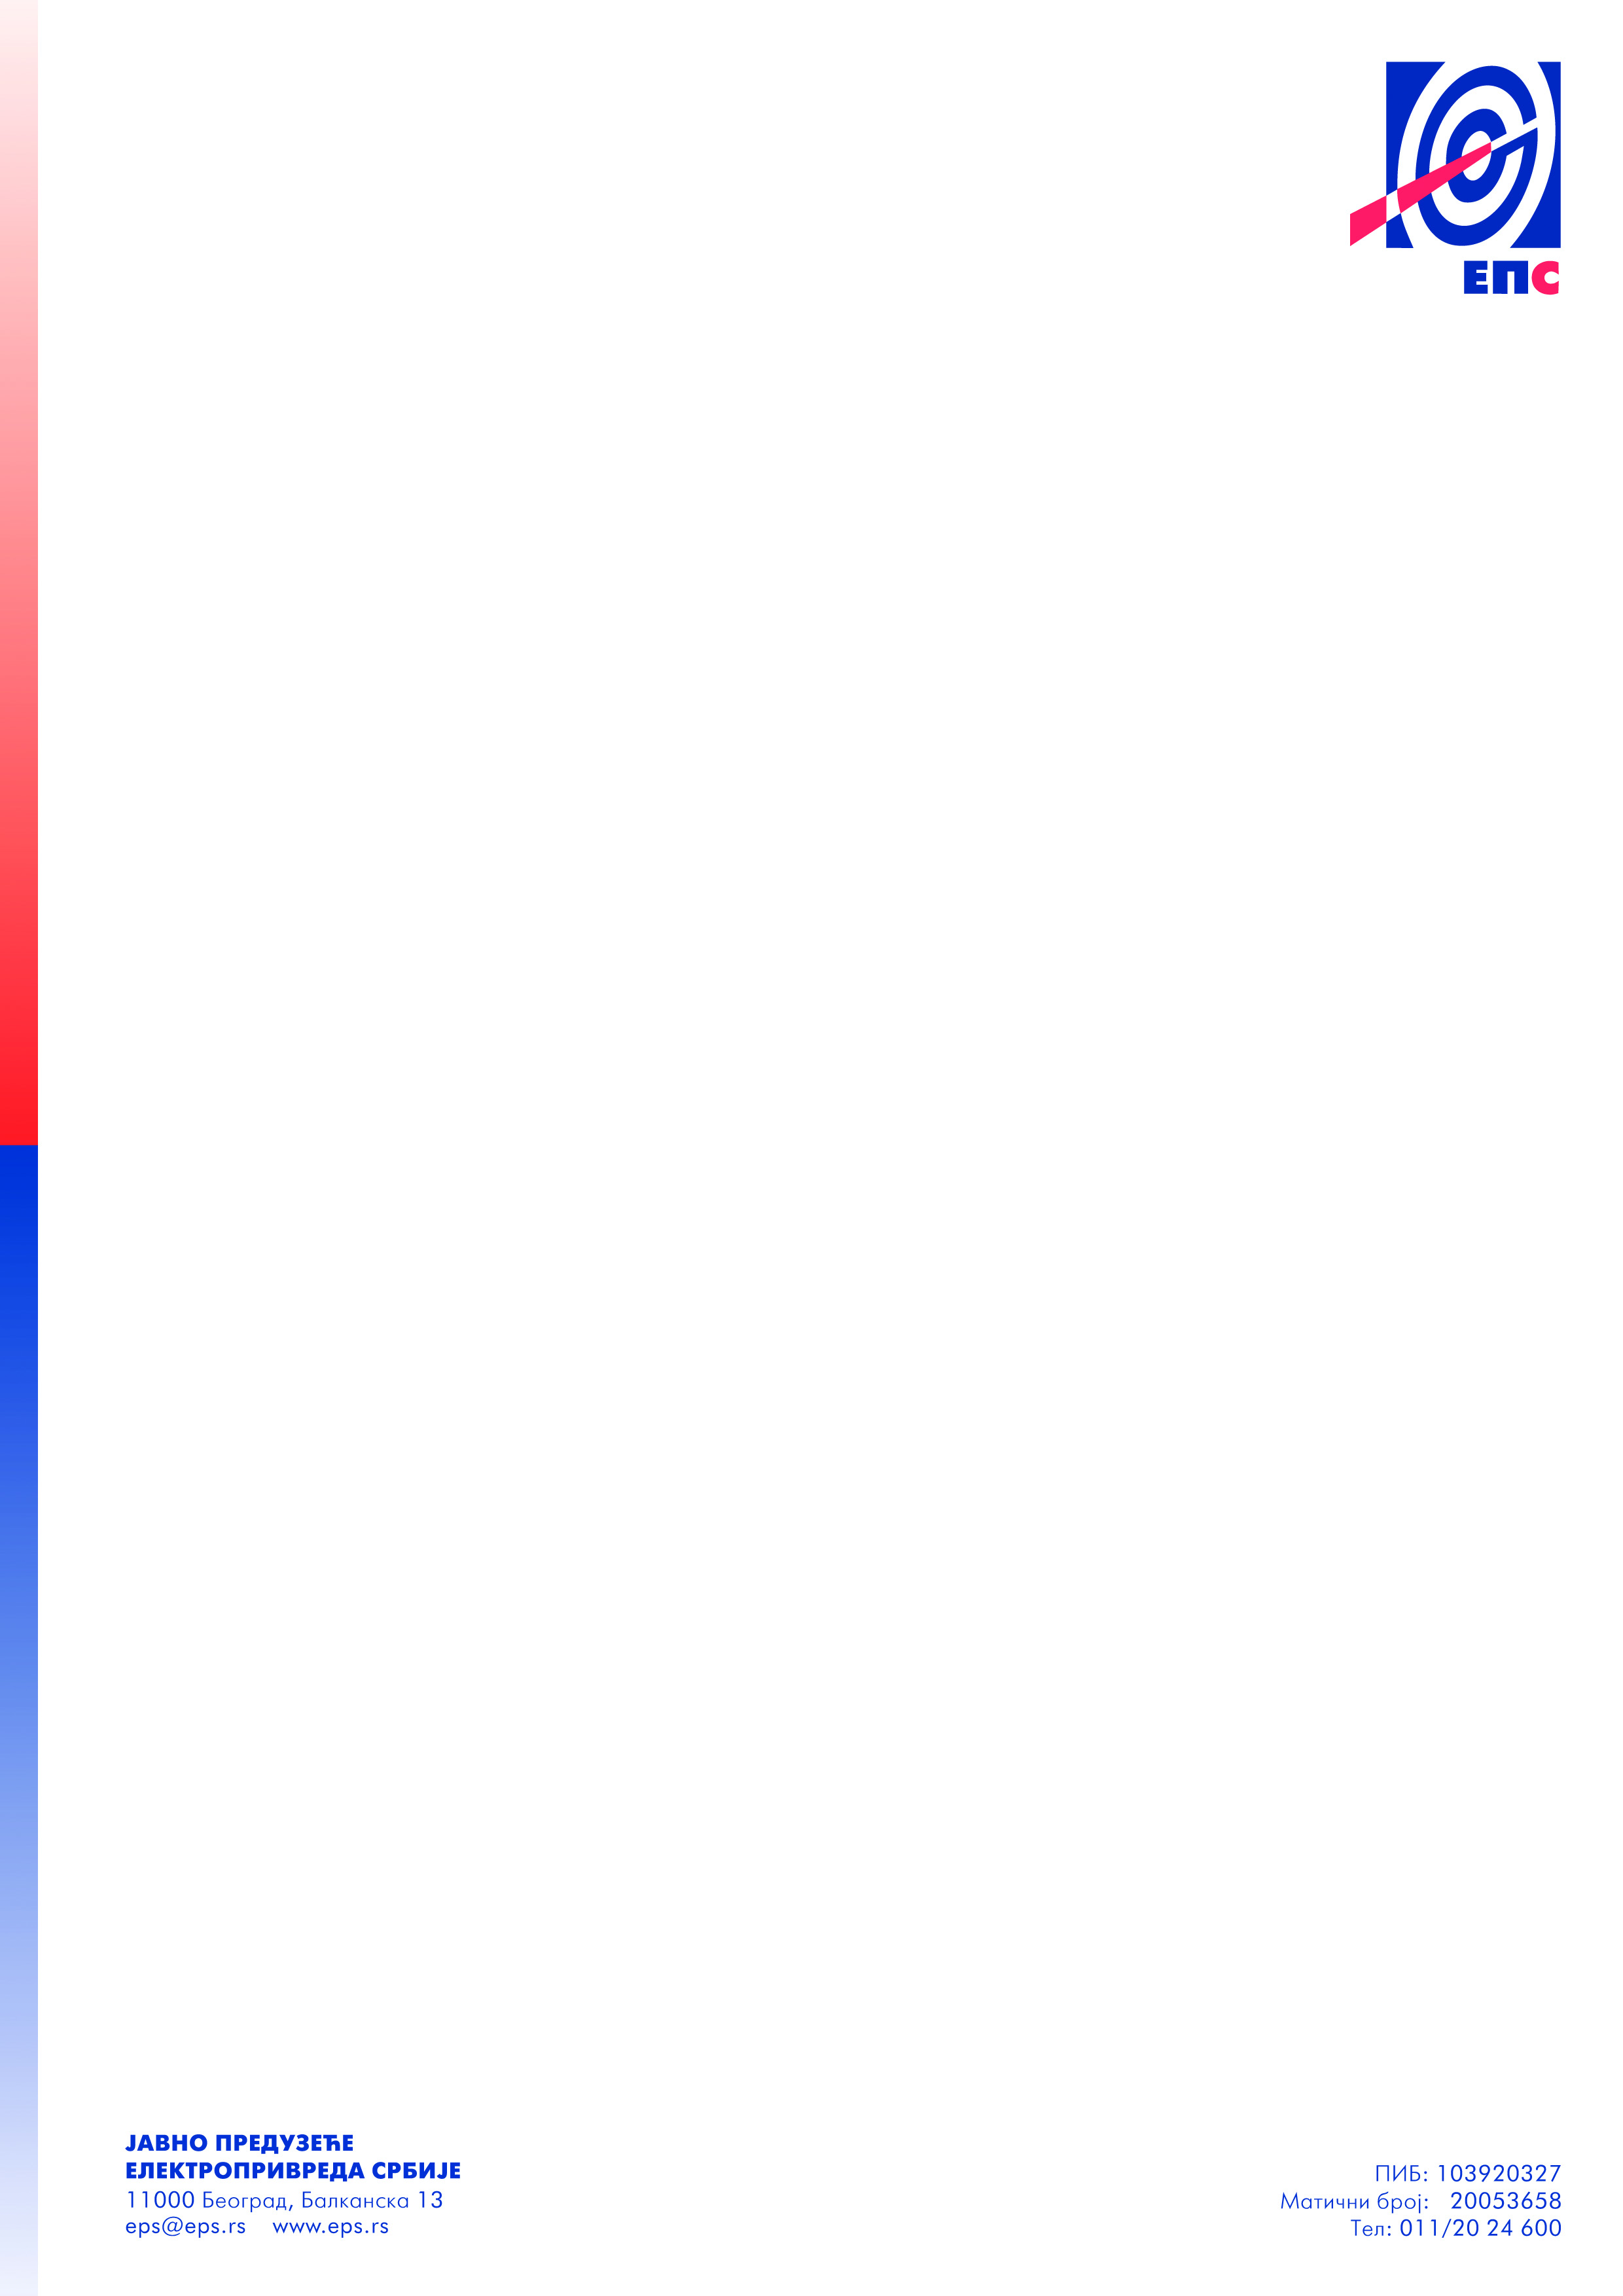 ЕПС
ЈАВНО ПРЕДУЗЕЋЕ
ЕЛЕКТРОПРИВРЕДА СРБИЈЕ
11000 Београд, Балканска 13
eps@eps.rs www.eps.rs
ПИБ: 103920327
Матични број: 20053658
Тел: 011/20 24 600